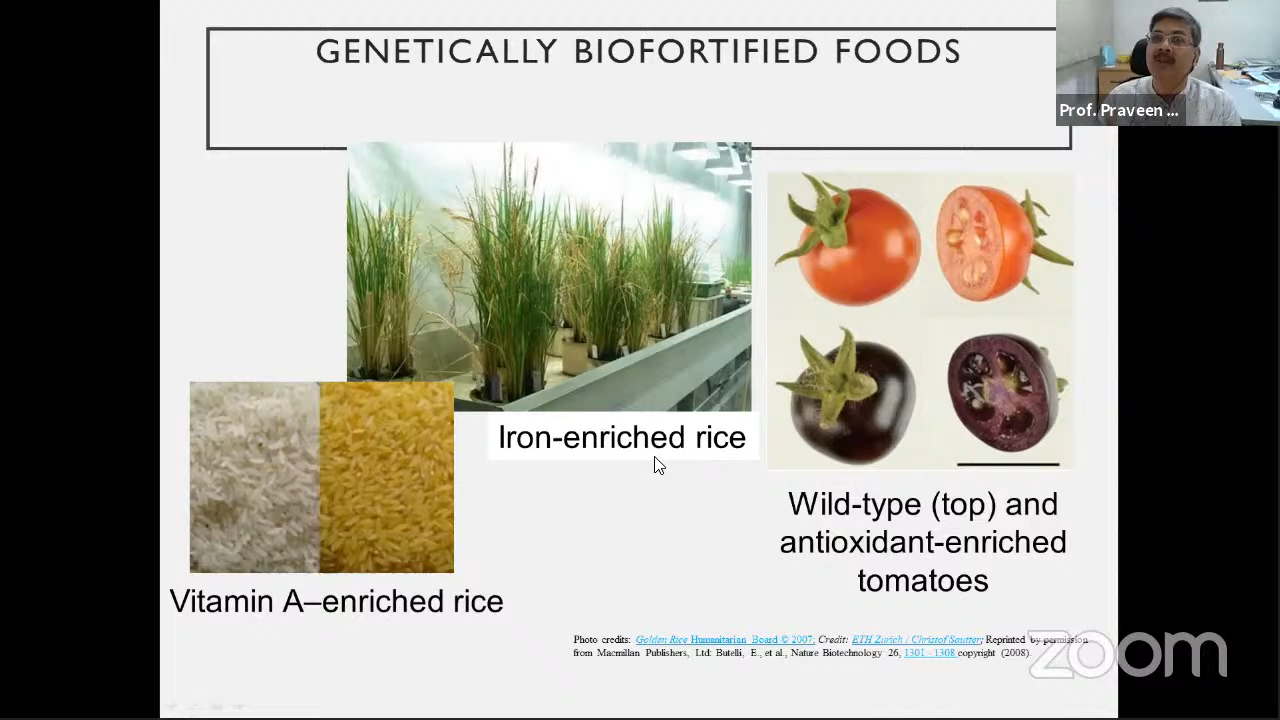 GENETICALLY BIOFORTIFIED FOODS
Prof. Praveen ...
Iron-enriched rice
Wild-type (top) and
antioxidant-enriched
tomatoes
Vitamin A–enriched rice
Photo credits: Golden Rice Humanitarian Board © 2007; Credit: ETH Zurich / Christof Sautter; Reprinted by permission
from Macmillan Publishers, Ltd: Butelli, E., et al., Nature Biotechnology 26, 1301 - 1308 copyright (2008).
zoom